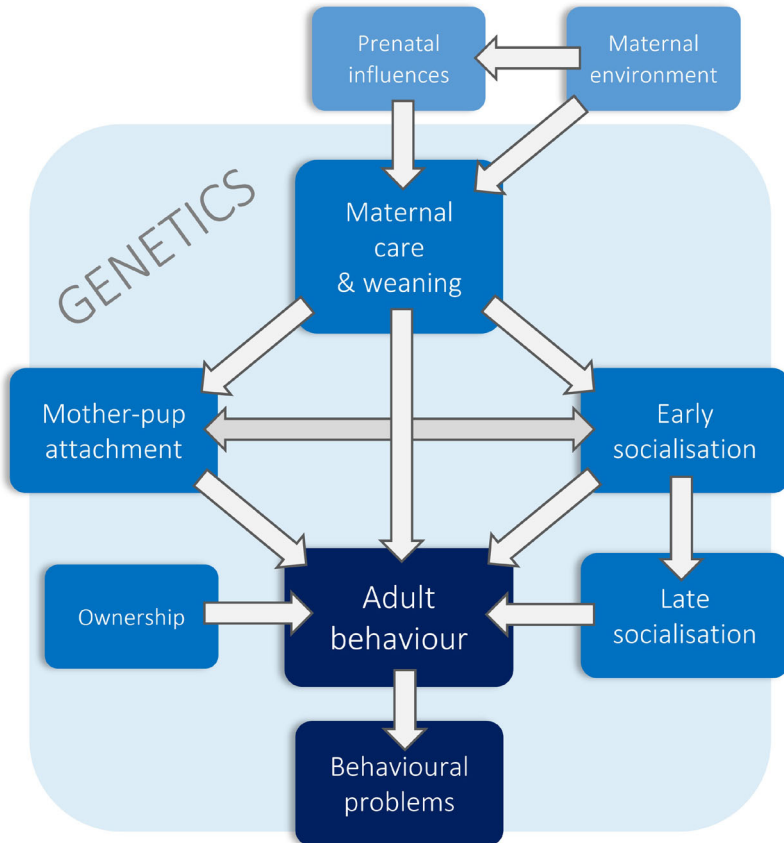 Prenatal
influences
Maternal
environment
GENETICS
Maternal
care
& weaning
Mother-pup
attachment
Early
socialisation
Ownership
Adult
behaviour
Late
socialisation
Behavioural
problems